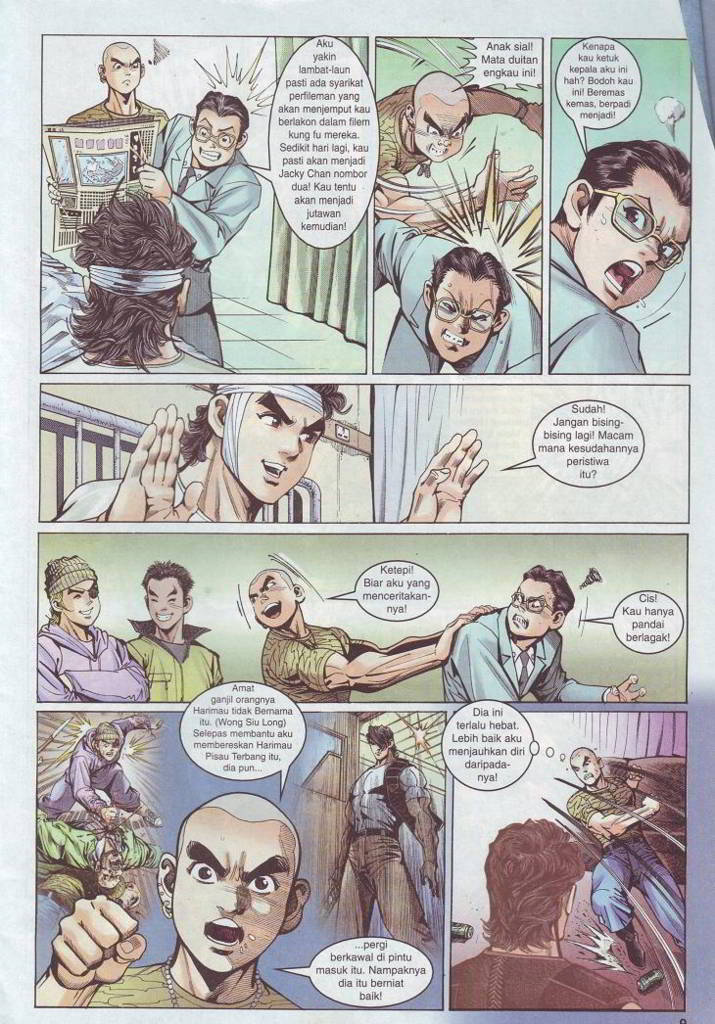 Aku
yakin
lambat-laun
pasti ada syarikat
perfileman yang
akan menjemput kau
berlakon dalam filem
kung fu mereka.
Sedikit hari lagi, kau
pasti akan menjadi
Jacky Chan nombor
dua! Kau tentu
akan menjadi
jutawan
kemudian!
Anak sial!
Mata duitan
engkau ini!
Kenapa
kau ketuk
kepala aku ini
hah? Bodoh kau
ini! Beremas
kemas, berpadi
menjadi!
Sudah!
Jangan bising-
bising lagi! Macam
mana kesudahannya
peristiwa
itu?
Ketepi!
Biar aku yang
menceritakan-
nya!
Cis!
Kau hanya
pandai
berlagak!
Amat
ganjil orangnya
Harimau tidak Bernama
itu. (Wong Siu Long)
Selepas membantu aku
membereskan Harimau
Pisau Terbang itu,
dia pun...
...pergi
berkawal di pintu
masuk itu. Nampaknya
dia itu berniat
baik!
Dia ini
terlalu hebat.
Lebih baik aku
menjauhkan diri
daripada-
nya!
9